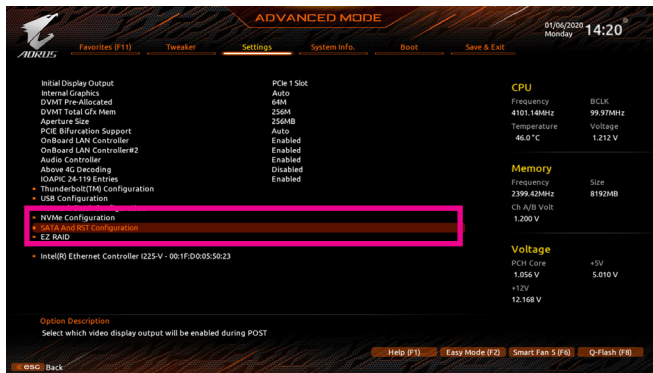 ADVANCED MODE
01/06/2020
Monday
14:20
AORUS
Favorites (F11) Tweaker Settings System Info. Boot Save & Exit
Initial Display Output PCIe 1 Slot
Internal Graphics Auto
DVMT Pre-Allocated 64M
DVMT Total Gfx Mem 256M
Aperture Size 256MB
PCIE Bifurcation Support Auto
OnBoard LAN Controller Enabled
OnBoard LAN Controller#2 Enabled
Audio Controller Enabled
Above 4G Decoding Disabled
IOAPIC 24-119 Entries Enabled
Thunderbolt(TM) Configuration
USB Configuration
NVMe Configuration
SATA And RST Configuration
EZ RAID
Intel(R) Ethernet Controller I225-V - 00:1F:D0:05:50:23
CPU
Frequency BCLK
4101.14MHz 99.97MHz
Temperature Voltage
46.0 °C 1.212 V
Memory
Frequency Size
2399.42MHz 8192MB
Ch A/B Volt
1.200 V
Voltage
PCH Core +5V
1.056 V 5.010 V
+12V
12.168 V
Option Description
Select which video display output will be enabled during POST
Help (F1) Easy Mode (F2) Smart Fan 5 (F6) Q-Flash (F8)
esc Back